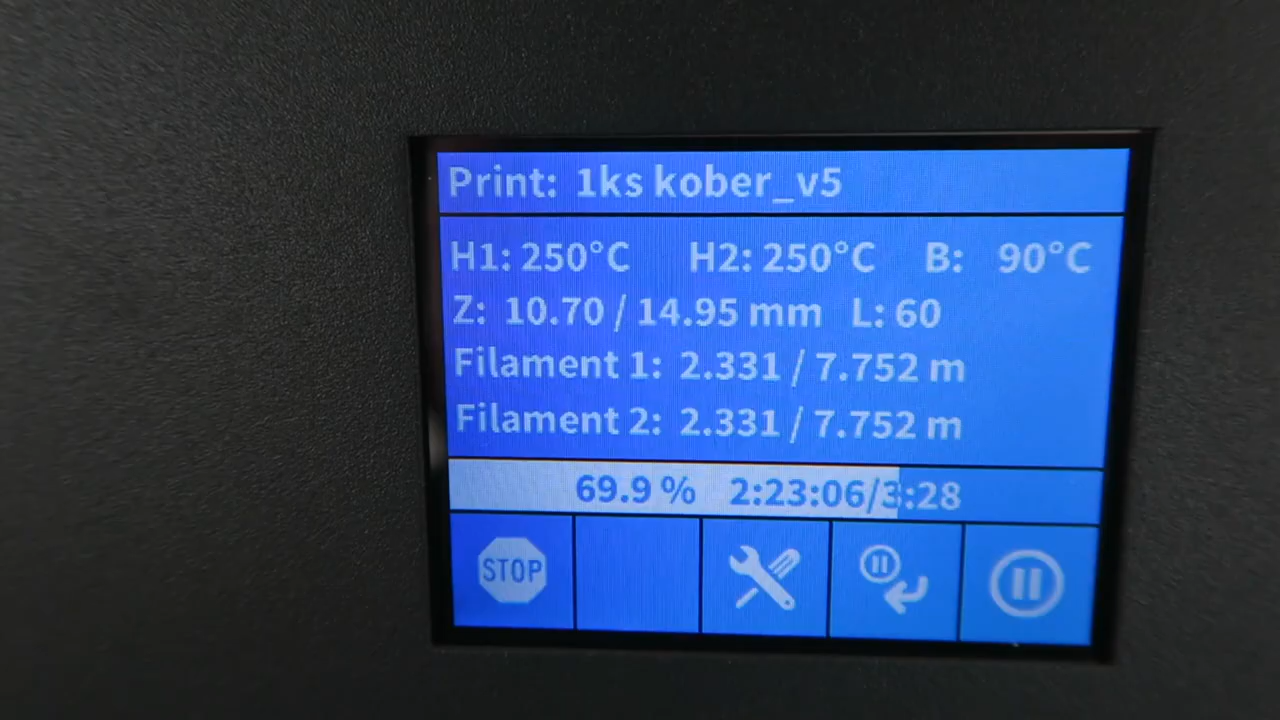 Print: 1ks kober_v5
H1: 250°C H2: 250°C B: 90°C
Z: 10.70 / 14.95 mm L: 60
Filament 1: 2.331 / 7.752 m
Filament 2: 2.331 / 7.752 m
69.9 % 2:23:06/3:28
STOP